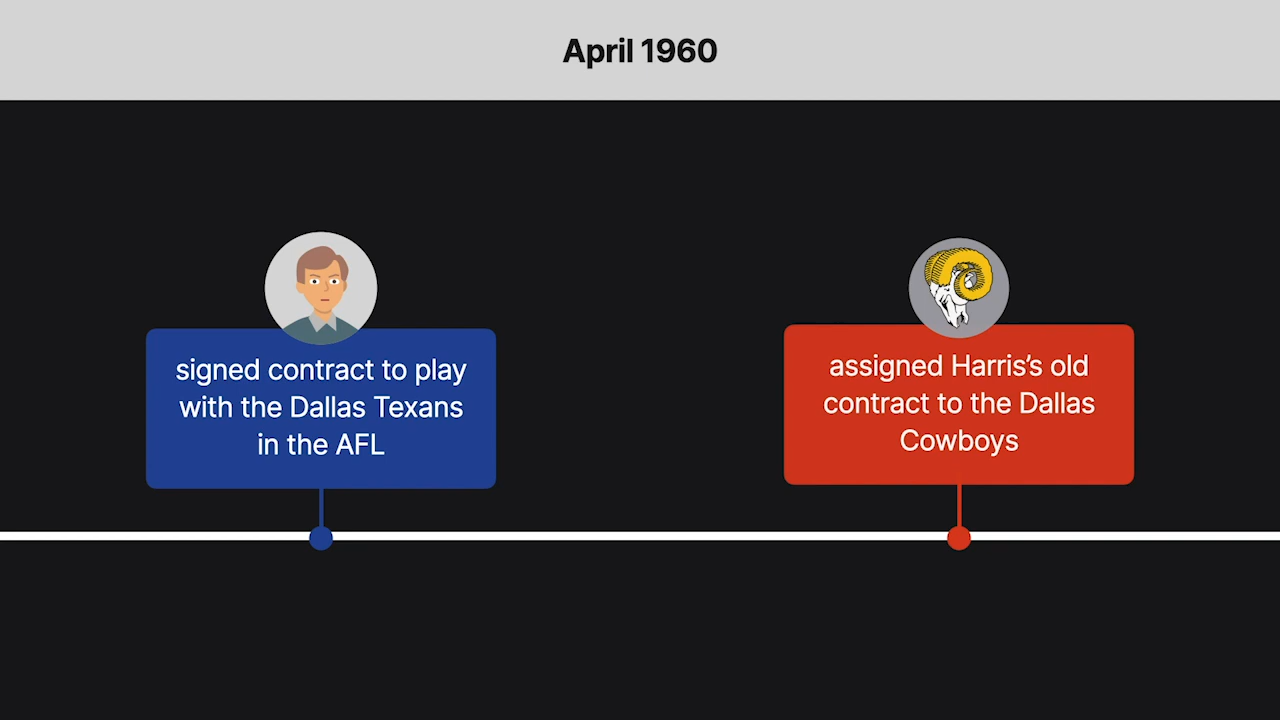 April 1960
signed contract to play
with the Dallas Texans
in the AFL
assigned Harris’s old
contract to the Dallas
Cowboys